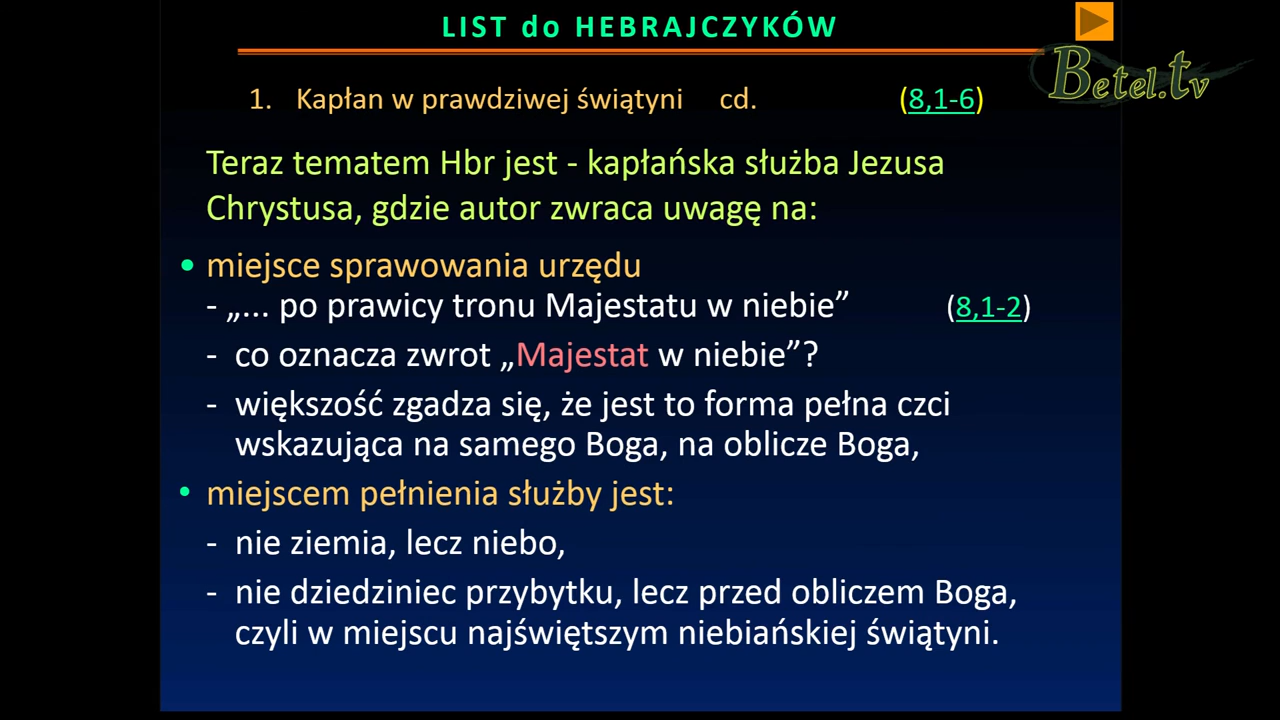 LIST do HEBRAJCZYKÓW
Betel.tv
1. Kapłan w prawdziwej świątyni cd. (8,1-6)
Teraz tematem Hbr jest - kapłańska służba Jezusa
Chrystusa, gdzie autor zwraca uwagę na:
• miejsce sprawowania urzędu
- „... po prawicy tronu Majestatu w niebie” (8,1-2)
- co oznacza zwrot „Majestat w niebie”?
- większość zgadza się, że jest to forma pełna czci
wskazująca na samego Boga, na oblicze Boga,
• miejscem pełnienia służby jest:
- nie ziemia, lecz niebo,
- nie dziedziniec przybytku, lecz przed obliczem Boga,
czyli w miejscu najświętszym niebiańskiej świątyni.